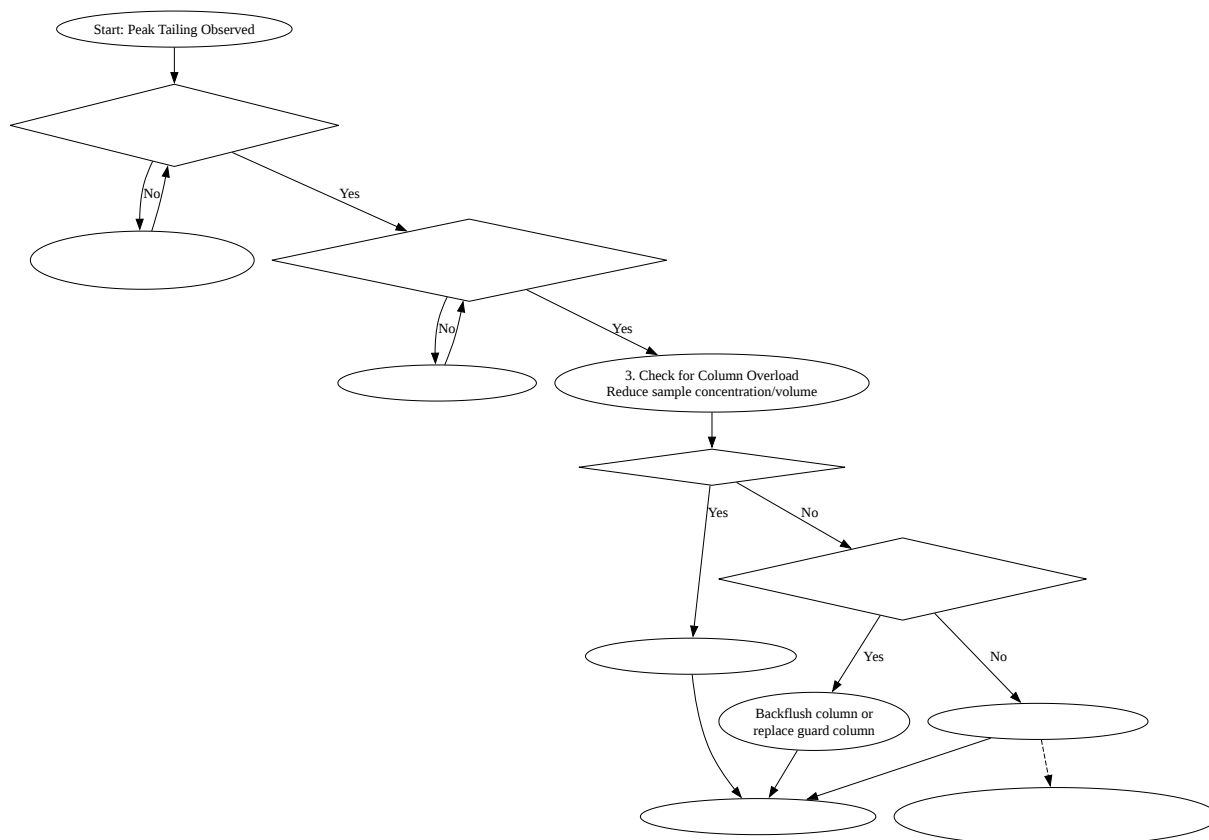 Start: Peak Tailing Observed
No
Yes
No
Yes
3. Check for Column Overload
Reduce sample concentration/volume
Yes
No
Yes
No
Backflush column or
replace guard column